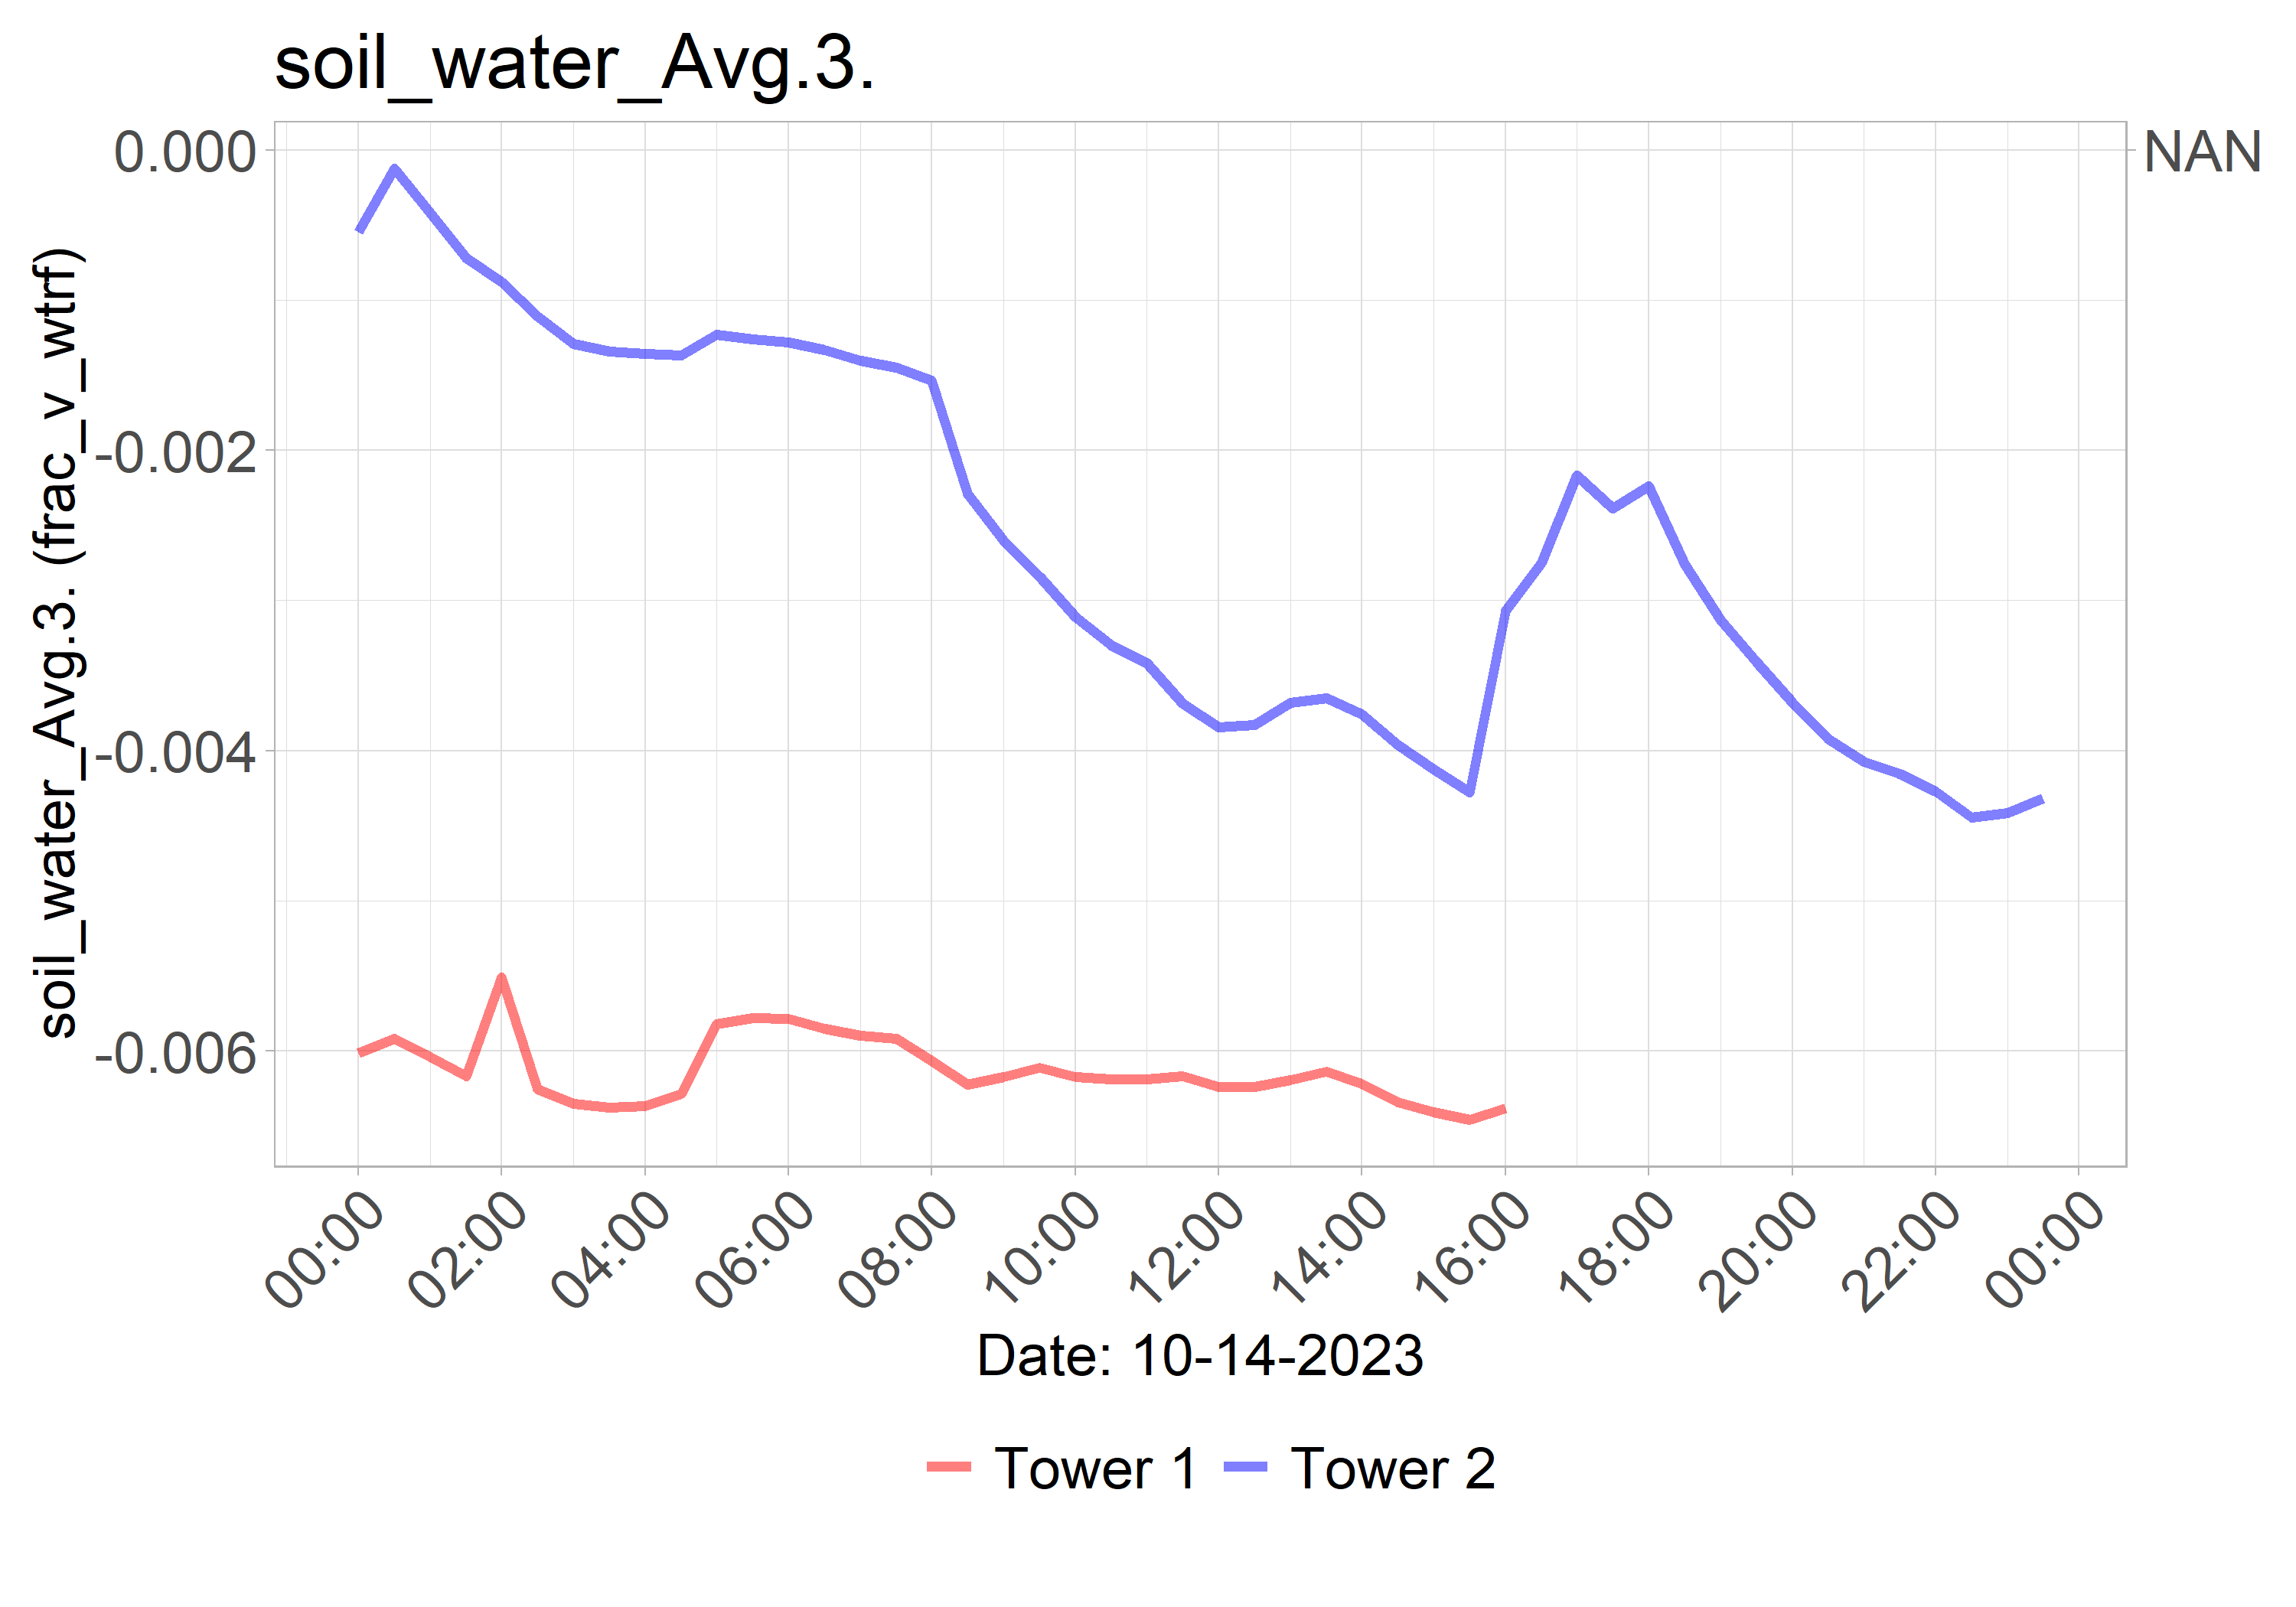 soil_water_Avg.3.
0.000
NAN
-0.002
-0.004
-0.006
soil_water_Avg.3. (frac_v_wtrf)
00:00
02:00
04:00
06:00
08:00
10:00
12:00
14:00
16:00
18:00
20:00
22:00
00:00
Date: 10-14-2023
Tower 1
Tower 2